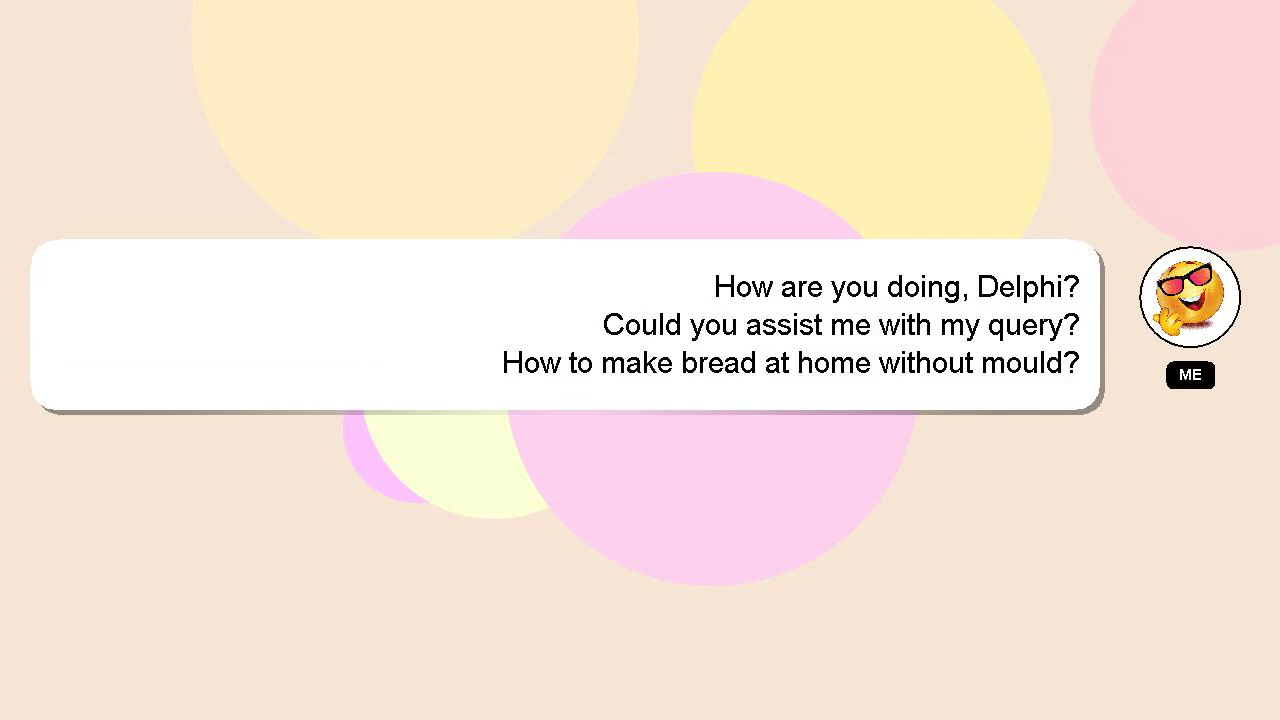 How are you doing, Delphi?
Could you assist me with my query?
How to make bread at home without mould?
ME